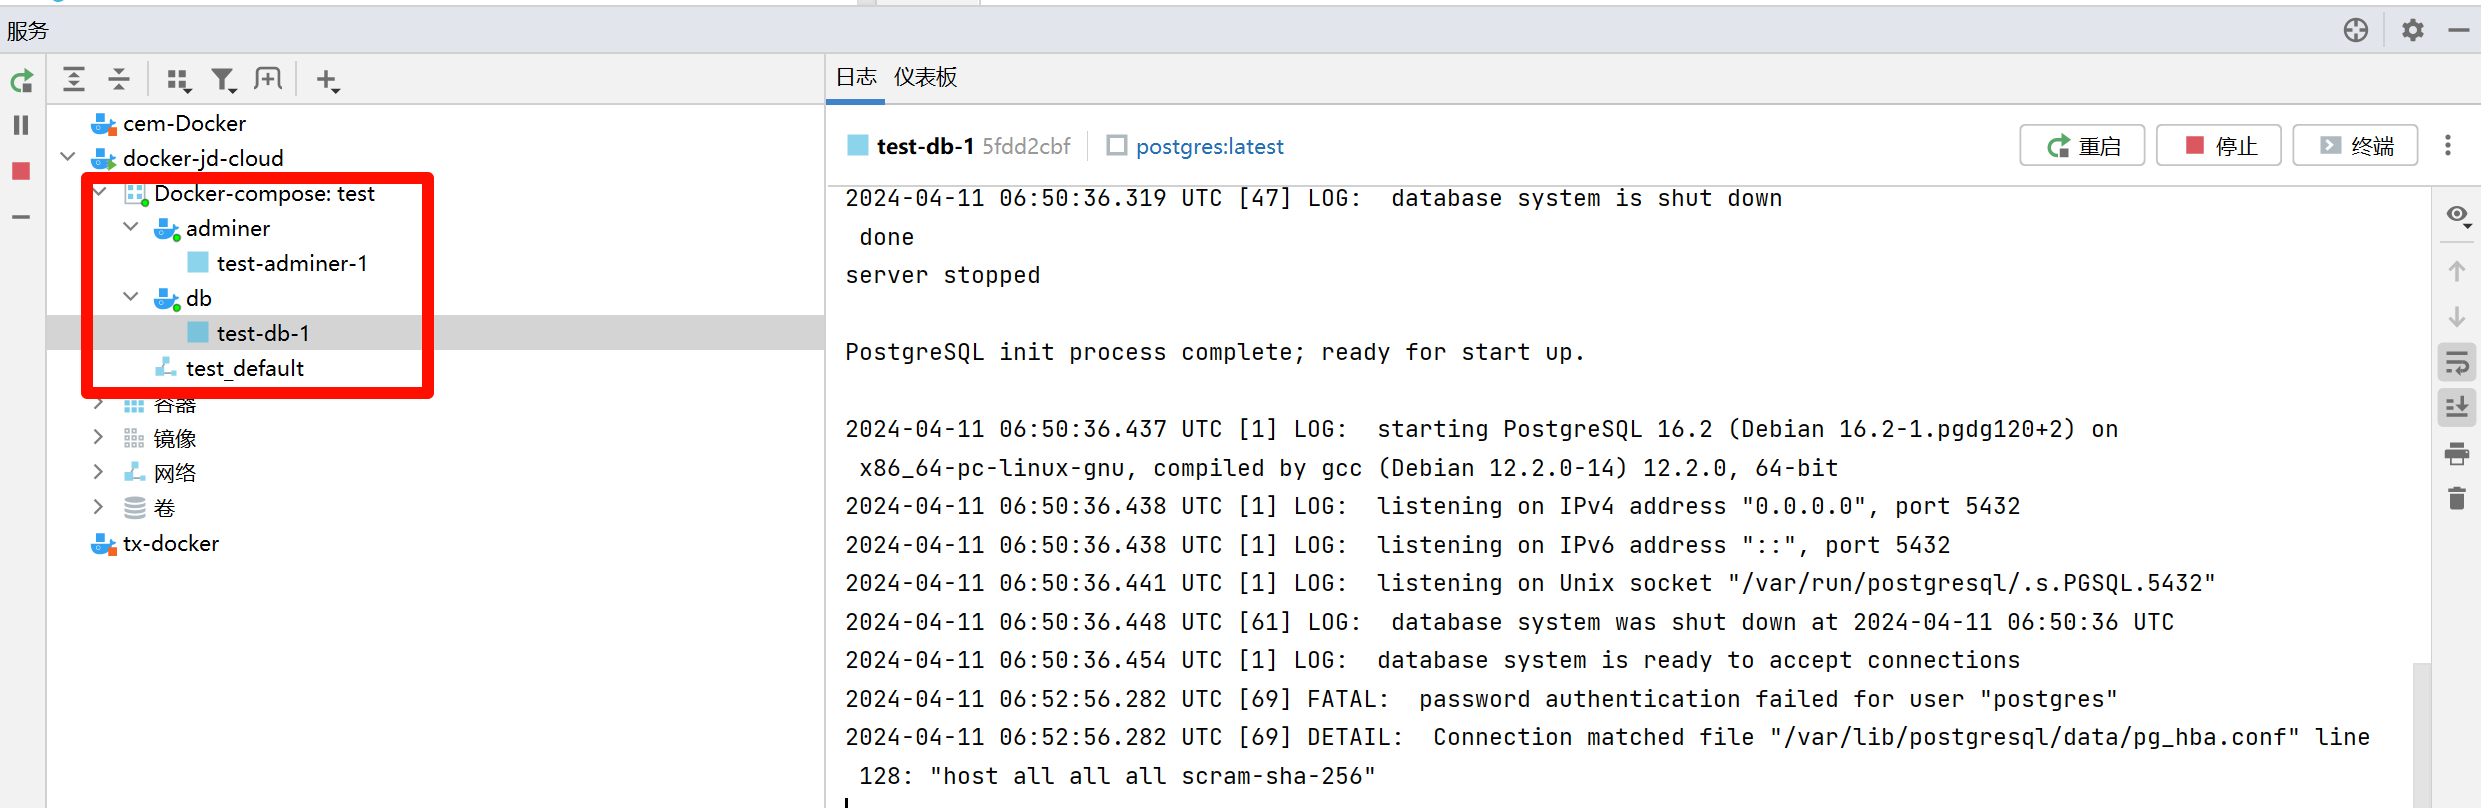 服务
日志 仪表板
cem-Docker
docker-jd-cloud
Docker-compose: test
adminer
test-adminer-1
db
test-db-1
test_default
容器
镜像
网络
卷
tx-docker
test-db-1 5fdd2cbf postgres:latest 重启 停止 终端
2024-04-11 06:50:36.319 UTC [47] LOG:  database system is shut down
 done
server stopped
PostgreSQL init process complete; ready for start up.
2024-04-11 06:50:36.437 UTC [1] LOG:  starting PostgreSQL 16.2 (Debian 16.2-1.pgdg120+2) on
 x86_64-pc-linux-gnu, compiled by gcc (Debian 12.2.0-14) 12.2.0, 64-bit
2024-04-11 06:50:36.438 UTC [1] LOG:  listening on IPv4 address "0.0.0.0", port 5432
2024-04-11 06:50:36.438 UTC [1] LOG:  listening on IPv6 address "::", port 5432
2024-04-11 06:50:36.441 UTC [1] LOG:  listening on Unix socket "/var/run/postgresql/.s.PGSQL.5432"
2024-04-11 06:50:36.448 UTC [61] LOG:  database system was shut down at 2024-04-11 06:50:36 UTC
2024-04-11 06:50:36.454 UTC [1] LOG:  database system is ready to accept connections
2024-04-11 06:52:56.282 UTC [69] FATAL:  password authentication failed for user "postgres"
2024-04-11 06:52:56.282 UTC [69] DETAIL:  Connection matched file "/var/lib/postgresql/data/pg_hba.conf" line
 128: "host all all all scram-sha-256"